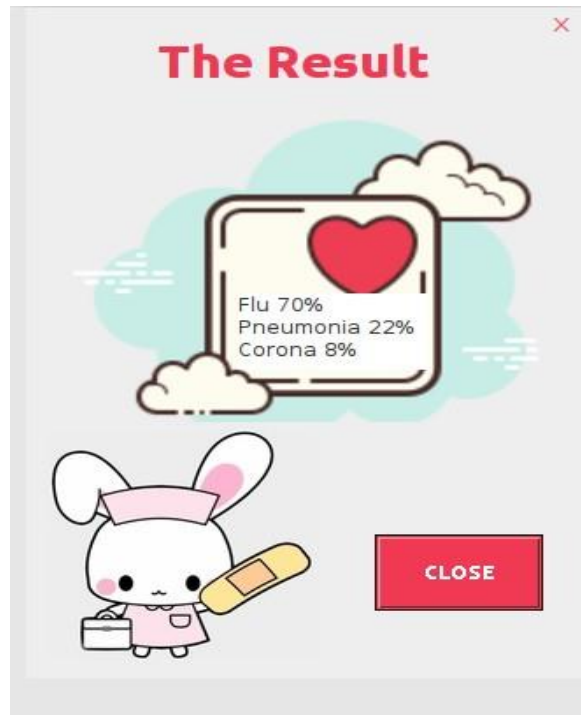 The Result
Flu 70%
Pneumonia 22%
Corona 8%
CLOSE